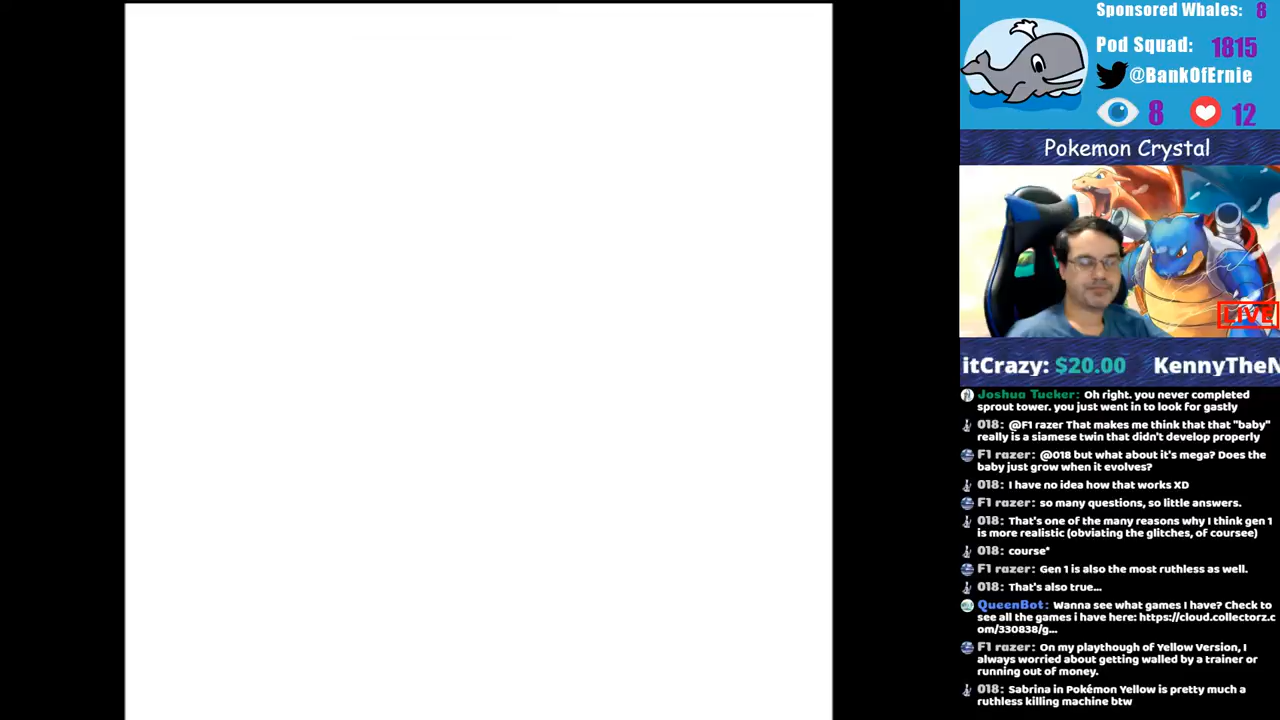 Sponsored Whales: 8
Pod Squad: 1815
@BankOfErnie
8 12
Pokemon Crystal
LIVE
itCrazy: $20.00 KennyTheN
Joshua Tucker: Oh right. you never completed
sprout tower. you just went in to look for gastly
018: @F1 razer That makes me think that that "baby"
really is a siamese twin that didn't develop properly
F1 razer: @018 but what about it's mega? Does the
baby just grow when it evolves?
018: I have no idea how that works XD
F1 razer: so many questions, so little answers.
018: That's one of the many reasons why I think gen 1
is more realistic (obviating the glitches, of coursee)
018: course*
F1 razer: Gen 1 is also the most ruthless as well.
018: That's also true...
QueenBot: Wanna see what games I have? Check to
see all the games i have here: https://cloud.collectorz.c
om/330838/g...
F1 razer: On my playthough of Yellow Version, I
always worried about getting walled by a trainer or
running out of money.
018: Sabrina in Pokémon Yellow is pretty much a
ruthless killing machine btw